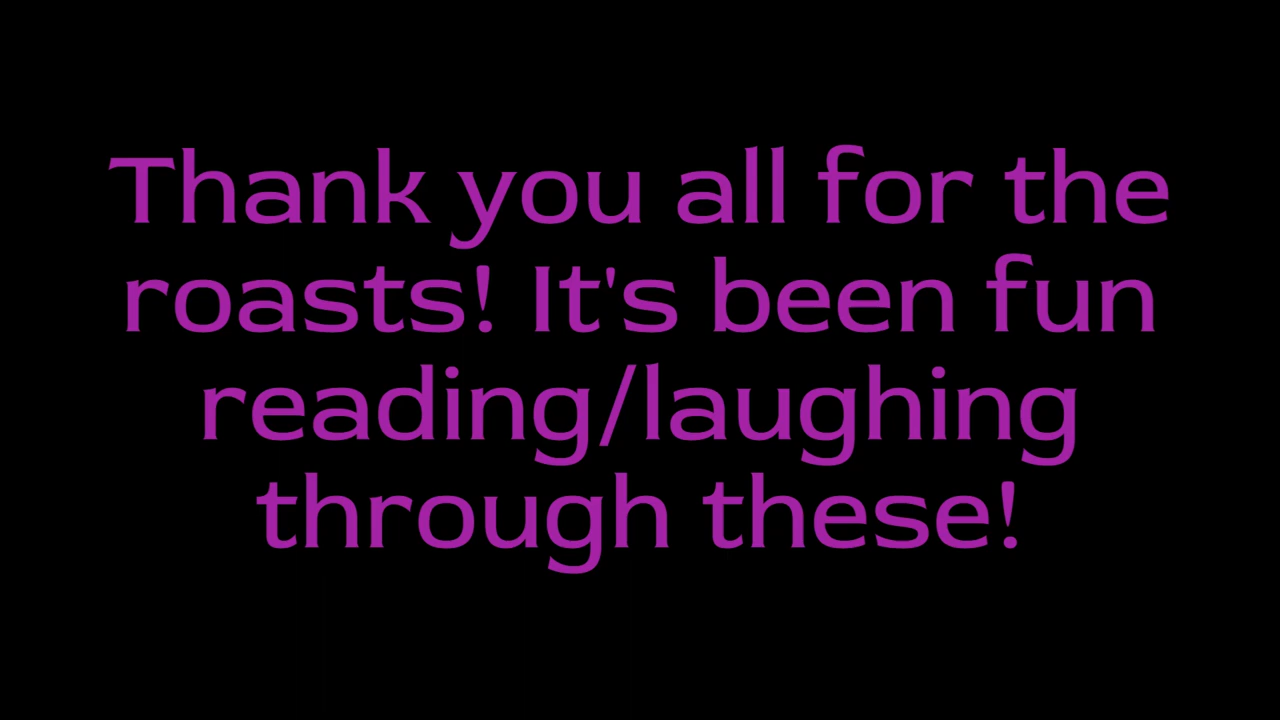 Thank you all for the
roasts! It's been fun
reading/laughing
through these!